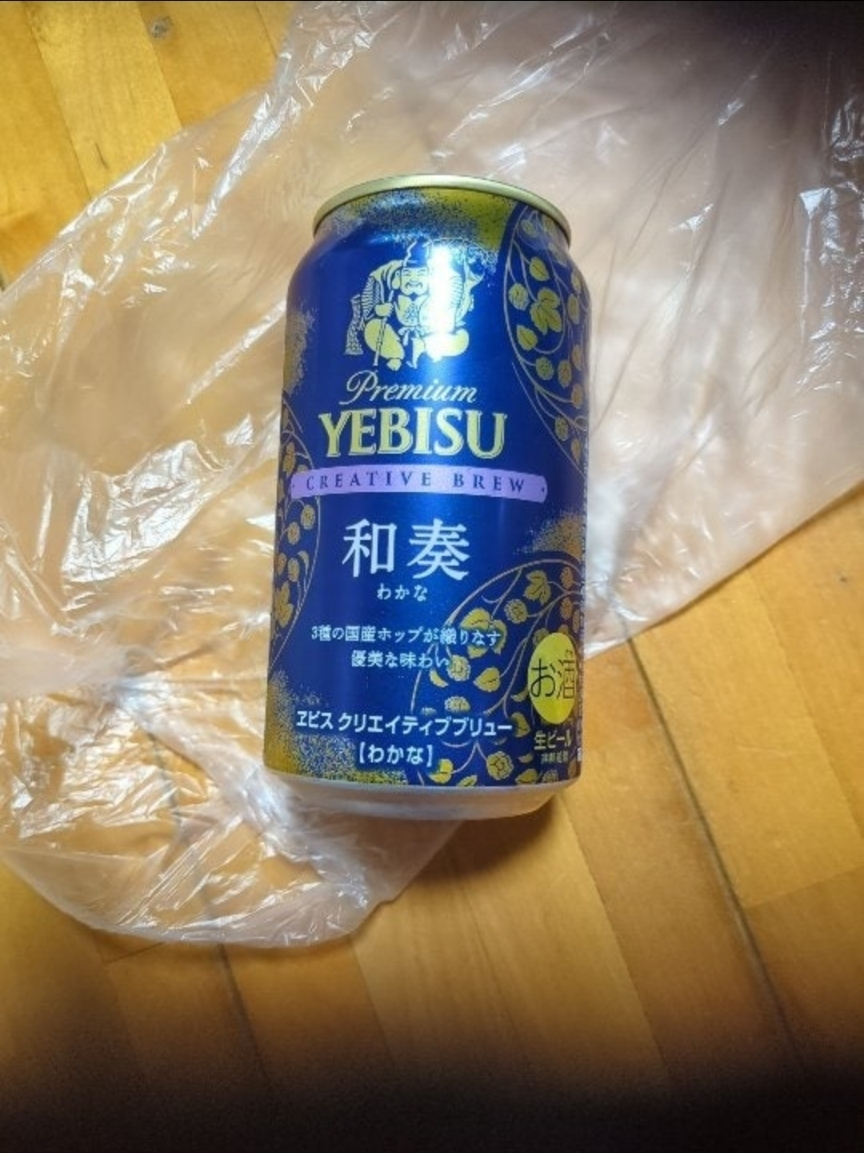 Premium
YEBISU
CREATIVE BREW
和奏
わかな
3種の国産ホップが織りなす
優美な味わい
お酒
ヱビス クリエイティブブリュー
【わかな】
生ビール